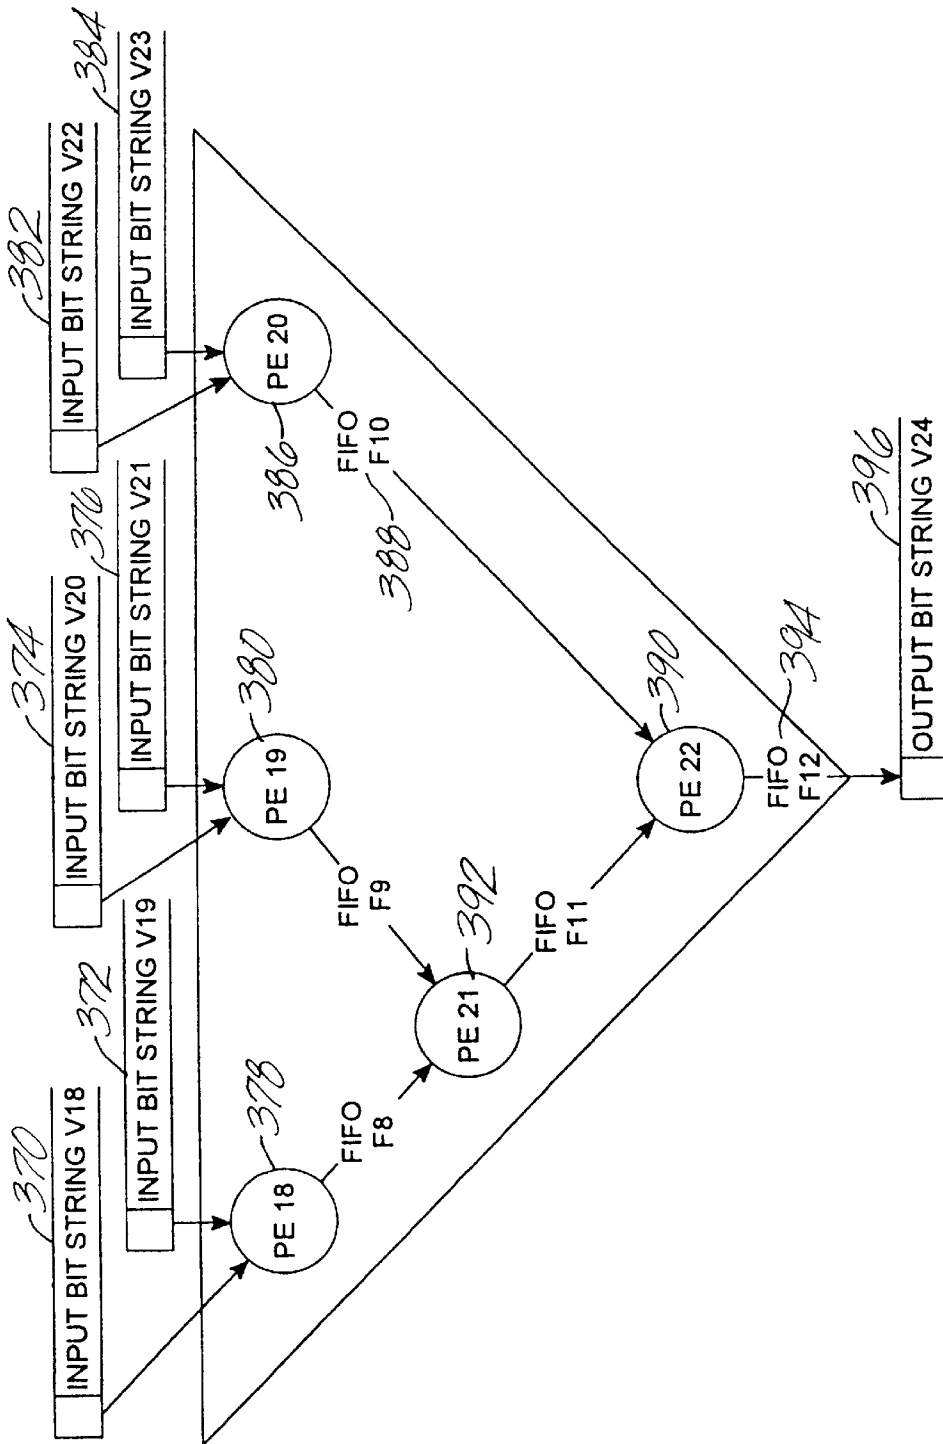 370
INPUT BIT STRING V18
372
INPUT BIT STRING V19
374
INPUT BIT STRING V20
376
INPUT BIT STRING V21
382
INPUT BIT STRING V22
384
INPUT BIT STRING V23
PE 18
378
PE 19
380
PE 20
386
FIFO
F8
FIFO
F9
FIFO
F10
388
PE 21
392
FIFO
F11
PE 22
390
FIFO
F12
394
OUTPUT BIT STRING V24
396